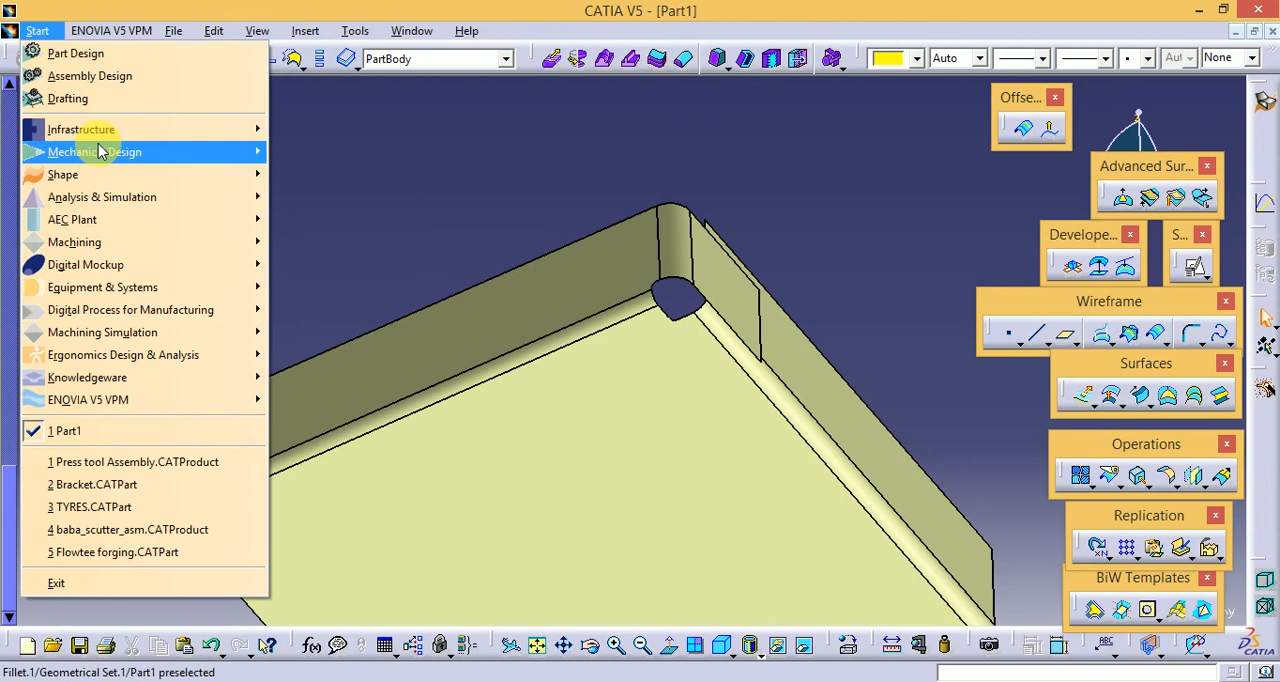 CATIA V5 - [Part1]
Start ENOVIA V5 VPM File Edit View Insert Tools Window Help
PartBody Auto Aut None
Part Design
Assembly Design
Drafting
Infrastructure
Mechanical Design
Shape
Analysis & Simulation
AEC Plant
Machining
Digital Mockup
Equipment & Systems
Digital Process for Manufacturing
Machining Simulation
Ergonomics Design & Analysis
Knowledgeware
ENOVIA V5 VPM
1 Part1
1 Press tool Assembly.CATProduct
2 Bracket.CATPart
3 TYRES.CATPart
4 baba_scutter_asm.CATProduct
5 Flowtee forging.CATPart
Exit
Offse...
Advanced Sur...
Develope... S...
Wireframe
Surfaces
Operations
Replication
BiW Templates
Fillet.1/Geometrical Set.1/Part1 preselected
CATIA